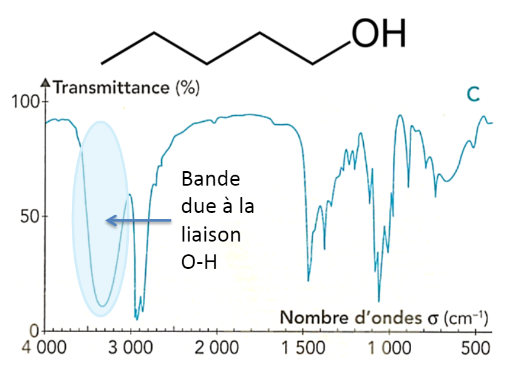 OH
Transmittance (%)
C
100
50
0
Bande
due à la
liaison
O-H
Nombre d'ondes σ (cm⁻¹)
4 000 3 000 2 000 1 500 1 000 500